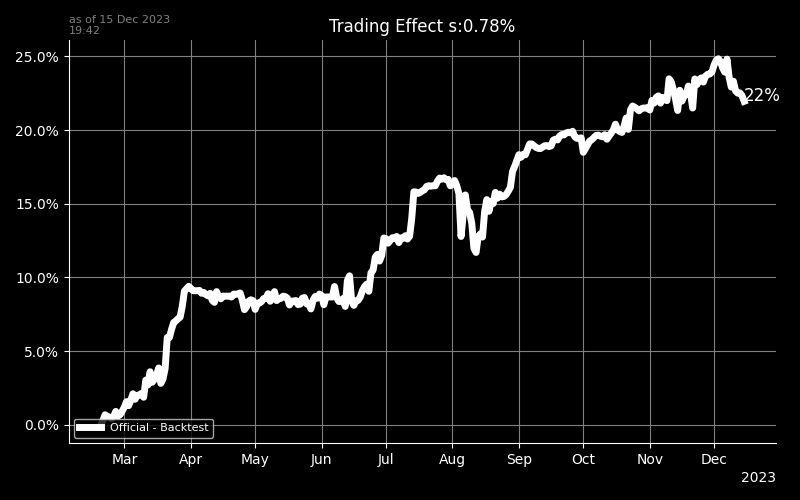 as of 15 Dec 2023
19:42
Trading Effect s:0.78%
25.0%
22%
20.0%
15.0%
10.0%
5.0%
0.0%
Official - Backtest
Mar Apr May Jun Jul Aug Sep Oct Nov Dec
2023